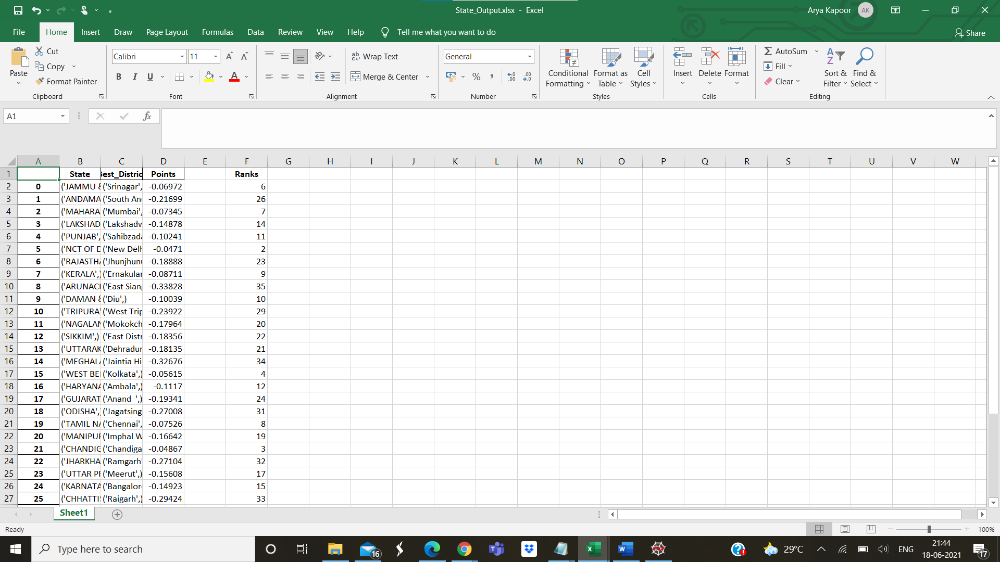 State_Output.xlsx - Excel
Arya Kapoor AK
File Home Insert Draw Page Layout Formulas Data Review View Help Tell me what you want to do Share
Paste
Cut
Copy
Format Painter
Clipboard
Calibri 11
B I U
Font
Wrap Text
Merge & Center
Alignment
General
Number
Conditional Formatting
Format as Table
Cell Styles
Styles
Insert Delete Format
Cells
AutoSum
Fill
Clear
Sort & Filter
Find & Select
Editing
A1 fx
A B C D E F G H I J K L M N O P Q R S T U V W
1 State est_Distric Points Ranks
2 0 ('JAMMU & ('Srinagar', -0.06972 6
3 1 ('ANDAMA ('South An -0.21699 26
4 2 ('MAHARA ('Mumbai', -0.07345 7
5 3 ('LAKSHAD ('Lakshadw -0.14878 14
6 4 ('PUNJAB', ('Sahibzada -0.10241 11
7 5 ('NCT OF D ('New Delh -0.0471 2
8 6 ('RAJASTHA ('Jhunjhunu -0.18888 23
9 7 ('KERALA',) ('Ernakular -0.08711 9
10 8 ('ARUNACH ('East Siang -0.33828 35
11 9 ('DAMAN & ('Diu',) -0.10039 10
12 10 ('TRIPURA' ('West Trip -0.23922 29
13 11 ('NAGALAN ('Mokokch -0.17964 20
14 12 ('SIKKIM',) ('East Distr -0.18356 22
15 13 ('UTTARAK ('Dehradun -0.18135 21
16 14 ('MEGHALA ('Jaintia Hi -0.32676 34
17 15 ('WEST BEN ('Kolkata',) -0.05615 4
18 16 ('HARYANA ('Ambala',) -0.1117 12
19 17 ('GUJARAT ('Anand ',) -0.19341 24
20 18 ('ODISHA', ('Jagatsing -0.27008 31
21 19 ('TAMIL NA ('Chennai', -0.07526 8
22 20 ('MANIPUR ('Imphal W -0.16642 19
23 21 ('CHANDIG ('Chandiga -0.04867 3
24 22 ('JHARKHA ('Ramgarh' -0.27104 32
25 23 ('UTTAR PR ('Meerut',) -0.15608 17
26 24 ('KARNATA ('Bangalore -0.14923 15
27 25 ('CHHATTIS ('Raigarh',) -0.29424 33
Sheet1
Ready 100%
Type here to search
16
29°C ENG
21:44
18-06-2021
17